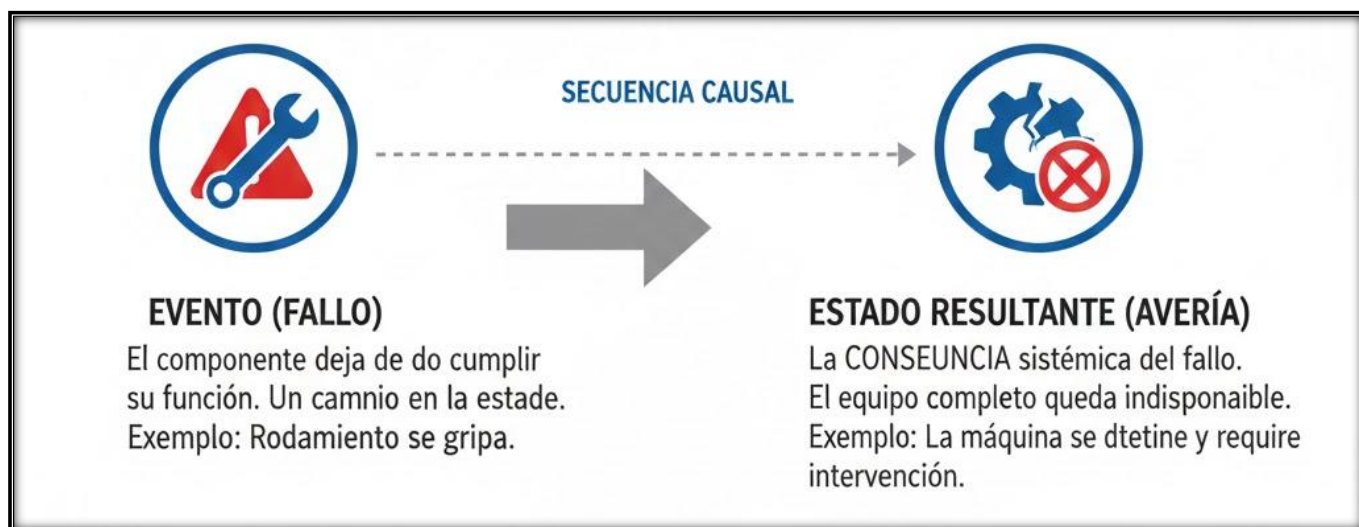 SECUENCIA CAUSAL
EVENTO (FALLO)
El componente deja de do cumplir
su función. Un camnio en la estade.
Exemplo: Rodamiento se gripa.
ESTADO RESULTANTE (AVERÍA)
La CONSEUNCIA sistémica del fallo.
El equipo completo queda indisponaible.
Exemplo: La máquina se dtetine y require
intervención.